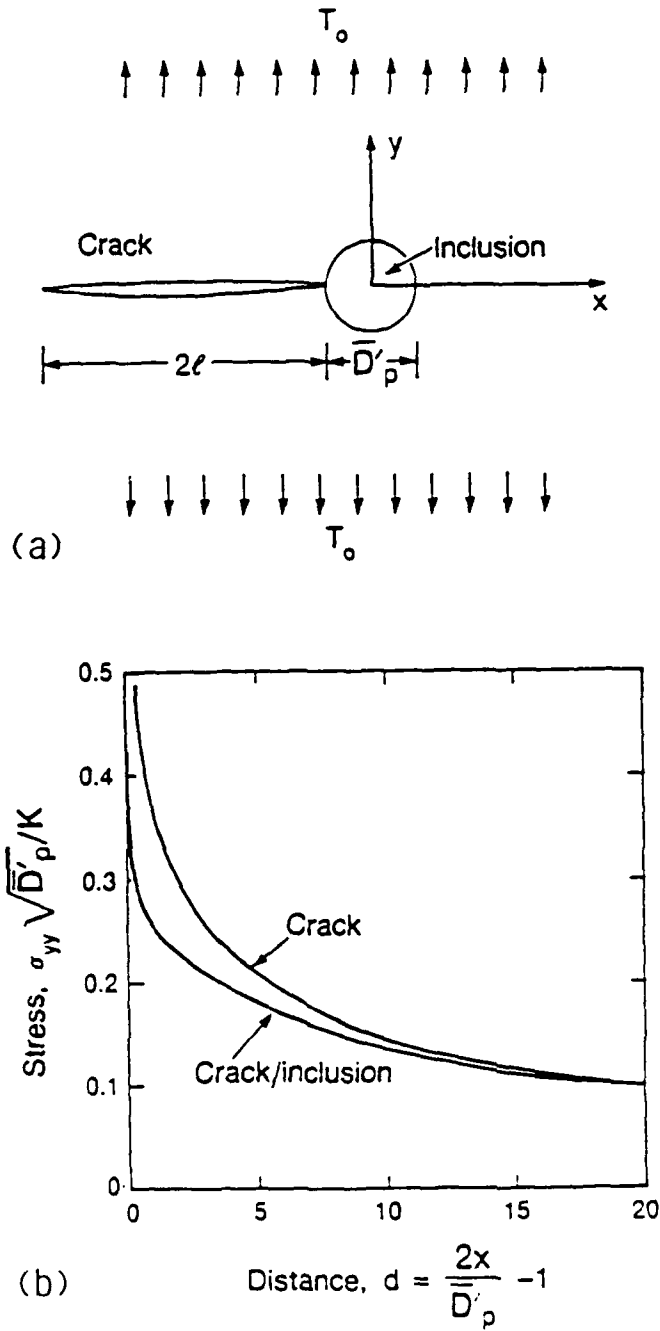 T₀
y
Crack
Inclusion
x
2ℓ
D̅′ₚ
(a)
T₀
0.5
0.4
0.3
0.2
0.1
0
Stress, σ_yy √D̅′ₚ/K
Crack
Crack/inclusion
0 5 10 15 20
(b) Distance, d = 2x/D̅′ₚ -1